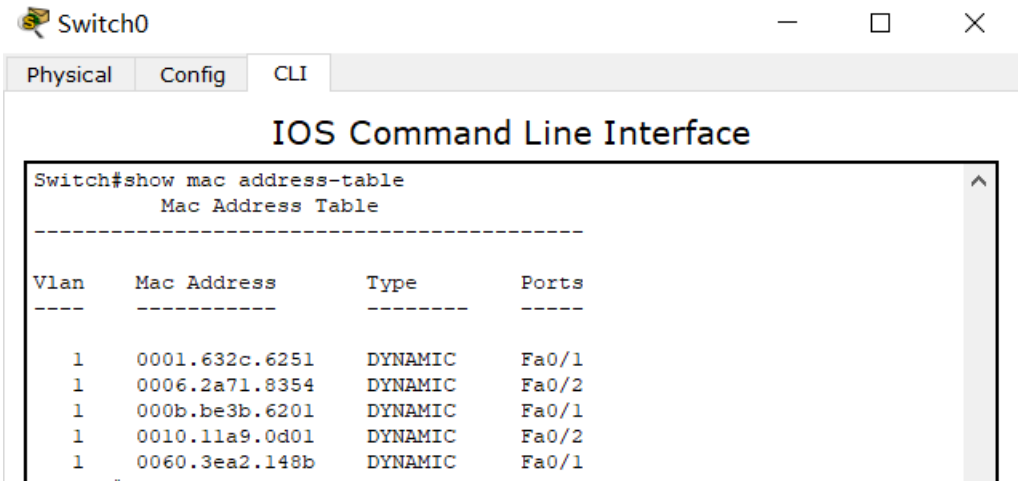 Switch0
Physical Config CLI
IOS Command Line Interface
Switch#show mac address-table
Mac Address Table
-------------------------------------------
Vlan Mac Address Type Ports
---- ----------- -------- -----
1 0001.632c.6251 DYNAMIC Fa0/1
1 0006.2a71.8354 DYNAMIC Fa0/2
1 000b.be3b.6201 DYNAMIC Fa0/1
1 0010.11a9.0d01 DYNAMIC Fa0/2
1 0060.3ea2.148b DYNAMIC Fa0/1